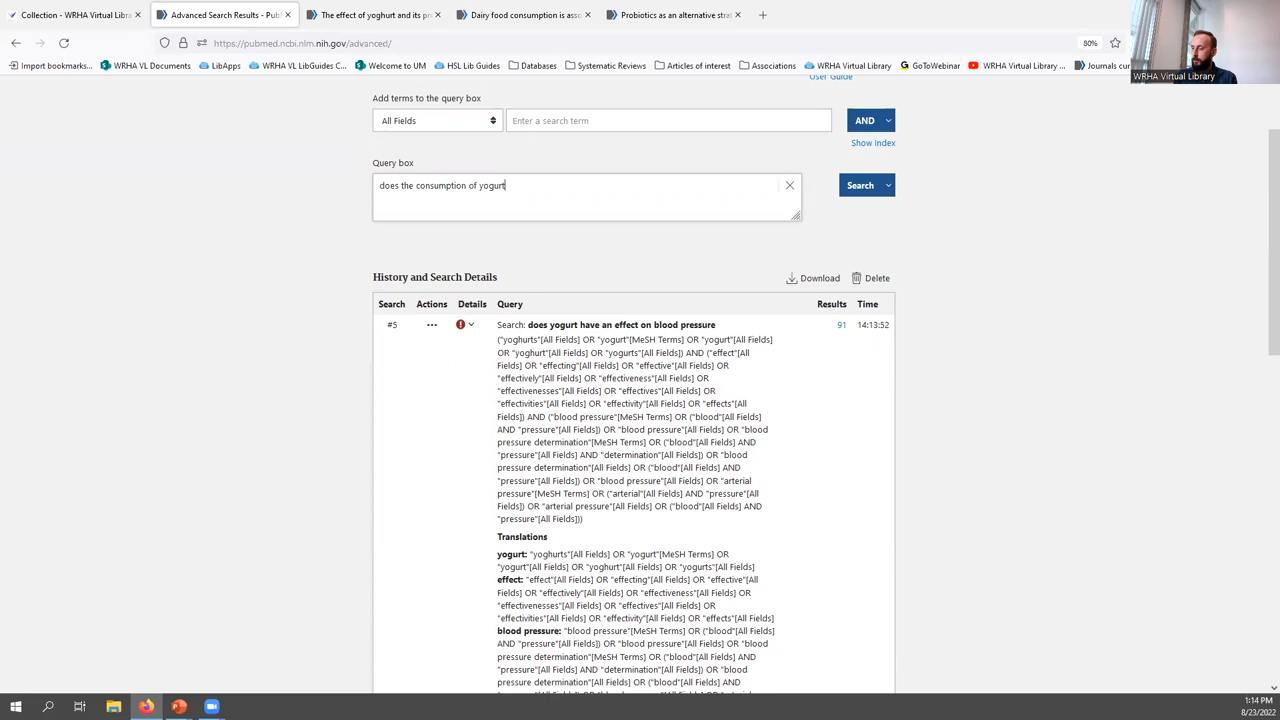 Collection - WRHA Virtual Libra
Advanced Search Results - Pub
The effect of yoghurt and its pro
Dairy food consumption is asso
Probiotics as an alternative strat
https://pubmed.ncbi.nlm.nih.gov/advanced/
80%
Import bookmarks...
WRHA VL Documents
LibApps
WRHA VL LibGuides C...
Welcome to UM
HSL Lib Guides
Databases
Systematic Reviews
Articles of interest
Associations
WRHA Virtual Library
GoToWebinar
WRHA Virtual Library ...
Journals cur
WRHA Virtual Library
User Guide
Add terms to the query box
All Fields
Enter a search term
AND
Show Index
Query box
does the consumption of yogurt
Search
History and Search Details
Download
Delete
Search Actions Details Query Results Time
#5 ... Search: does yogurt have an effect on blood pressure 91 14:13:52
("yoghurts"[All Fields] OR "yogurt"[MeSH Terms] OR "yogurt"[All Fields]
OR "yoghurt"[All Fields] OR "yogurts"[All Fields]) AND ("effect"[All
Fields] OR "effecting"[All Fields] OR "effective"[All Fields] OR
"effectively"[All Fields] OR "effectiveness"[All Fields] OR
"effectivenesses"[All Fields] OR "effectives"[All Fields] OR
"effectivities"[All Fields] OR "effectivity"[All Fields] OR "effects"[All
Fields]) AND ("blood pressure"[MeSH Terms] OR ("blood"[All Fields]
AND "pressure"[All Fields]) OR "blood pressure"[All Fields] OR "blood
pressure determination"[MeSH Terms] OR ("blood"[All Fields] AND
"pressure"[All Fields] AND "determination"[All Fields]) OR "blood
pressure determination"[All Fields] OR ("blood"[All Fields] AND
"pressure"[All Fields]) OR "blood pressure"[All Fields] OR "arterial
pressure"[MeSH Terms] OR ("arterial"[All Fields] AND "pressure"[All
Fields]) OR "arterial pressure"[All Fields] OR ("blood"[All Fields] AND
"pressure"[All Fields]))
Translations
yogurt: "yoghurts"[All Fields] OR "yogurt"[MeSH Terms] OR
"yogurt"[All Fields] OR "yoghurt"[All Fields] OR "yogurts"[All Fields]
effect: "effect"[All Fields] OR "effecting"[All Fields] OR "effective"[All
Fields] OR "effectively"[All Fields] OR "effectiveness"[All Fields] OR
"effectivenesses"[All Fields] OR "effectives"[All Fields] OR
"effectivities"[All Fields] OR "effectivity"[All Fields] OR "effects"[All Fields]
blood pressure: "blood pressure"[MeSH Terms] OR ("blood"[All Fields]
AND "pressure"[All Fields]) OR "blood pressure"[All Fields] OR "blood
pressure determination"[MeSH Terms] OR ("blood"[All Fields] AND
"pressure"[All Fields] AND "determination"[All Fields]) OR "blood
pressure determination"[All Fields] OR ("blood"[All Fields] AND
1:14 PM
8/23/2022